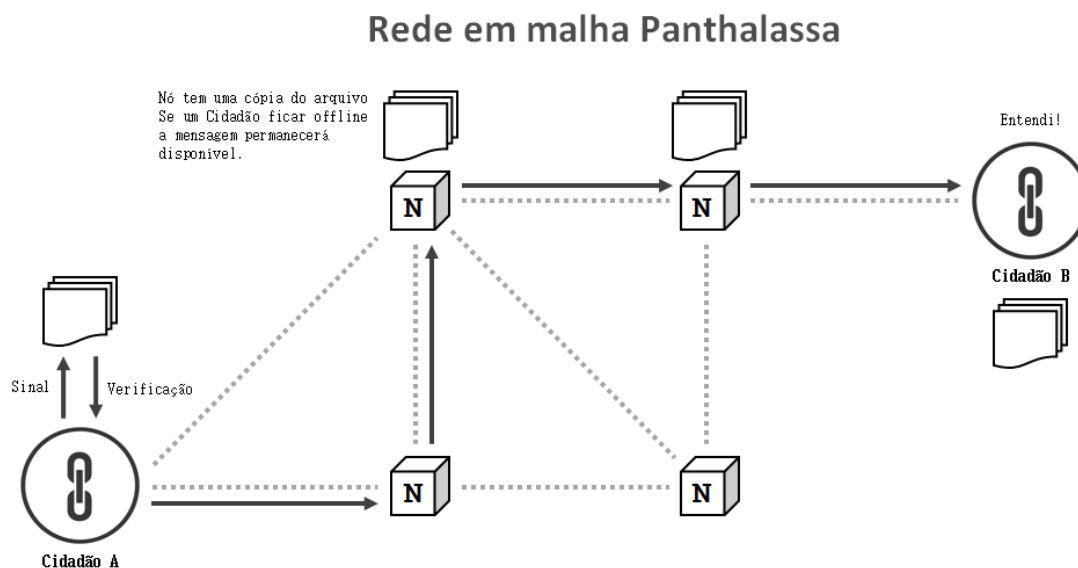 Rede em malha Panthalassa
Nó tem uma cópia do arquivo
Se um Cidadão ficar offline
a mensagem permanecerá
disponível.
Entendi!
N
N
Cidadão B
Sinal
Verificação
N
N
Cidadão A